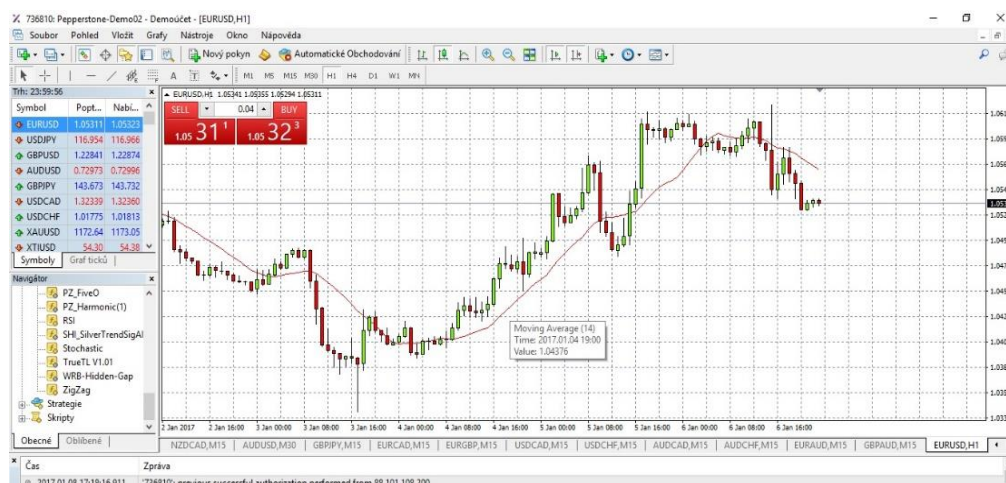 736810: Pepperstone-Demo02 - Demoúčet - [EURUSD,H1]
Soubor Pohled Vložit Grafy Nástroje Okno Nápověda
Nový pokyn Automatické Obchodování
A T M1 M5 M15 M30 H1 H4 D1 W1 MN
Trh: 23:59:56
Symbol Popt... Nabí...
EURUSD 1.05311 1.05323
USDJPY 116.954 116.966
GBPUSD 1.22841 1.22874
AUDUSD 0.72973 0.72996
GBPJPY 143.673 143.732
USDCAD 1.32339 1.32360
USDCHF 1.01775 1.01813
XAUUSD 1172.64 1173.05
XTIUSD 54.30 54.38
Symboly Graf ticků
Navigátor
PZ_FiveO
PZ_Harmonic(1)
RSI
SHI_SilverTrendSigAl
Stochastic
TrueTL V1.01
WRB-Hidden-Gap
ZigZag
Strategie
Skripty
Obecné Oblíbené
EURUSD,H1 1.05341 1.05355 1.05294 1.05311
SELL 0.04 BUY
1.05 31 1 1.05 32 3
Moving Average (14)
Time: 2017.01.04 19:00
Value: 1.04376
2 Jan 2017 2 Jan 16:00 3 Jan 00:00 3 Jan 08:00 3 Jan 16:00 4 Jan 00:00 4 Jan 08:00 4 Jan 16:00 5 Jan 00:00 5 Jan 08:00 5 Jan 16:00 6 Jan 00:00 6 Jan 08:00 6 Jan 16:00
NZDCAD,M15 AUDUSD,M30 GBPJPY,M15 EURCAD,M15 EURGBP,M15 USDCAD,M15 USDCHF,M15 AUDCAD,M15 AUDCHF,M15 EURAUD,M15 GBPAUD,M15 EURUSD,H1
Čas Zpráva